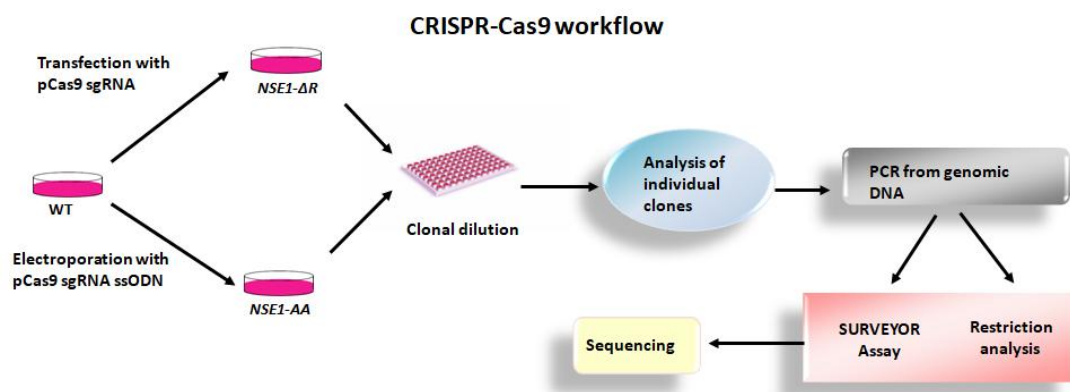 CRISPR-Cas9 workflow
Transfection with
pCas9 sgRNA
NSE1-ΔR
WT
Electroporation with
pCas9 sgRNA ssODN
NSE1-AA
Clonal dilution
Analysis of
individual
clones
PCR from genomic
DNA
SURVEYOR
Assay
Restriction
analysis
Sequencing